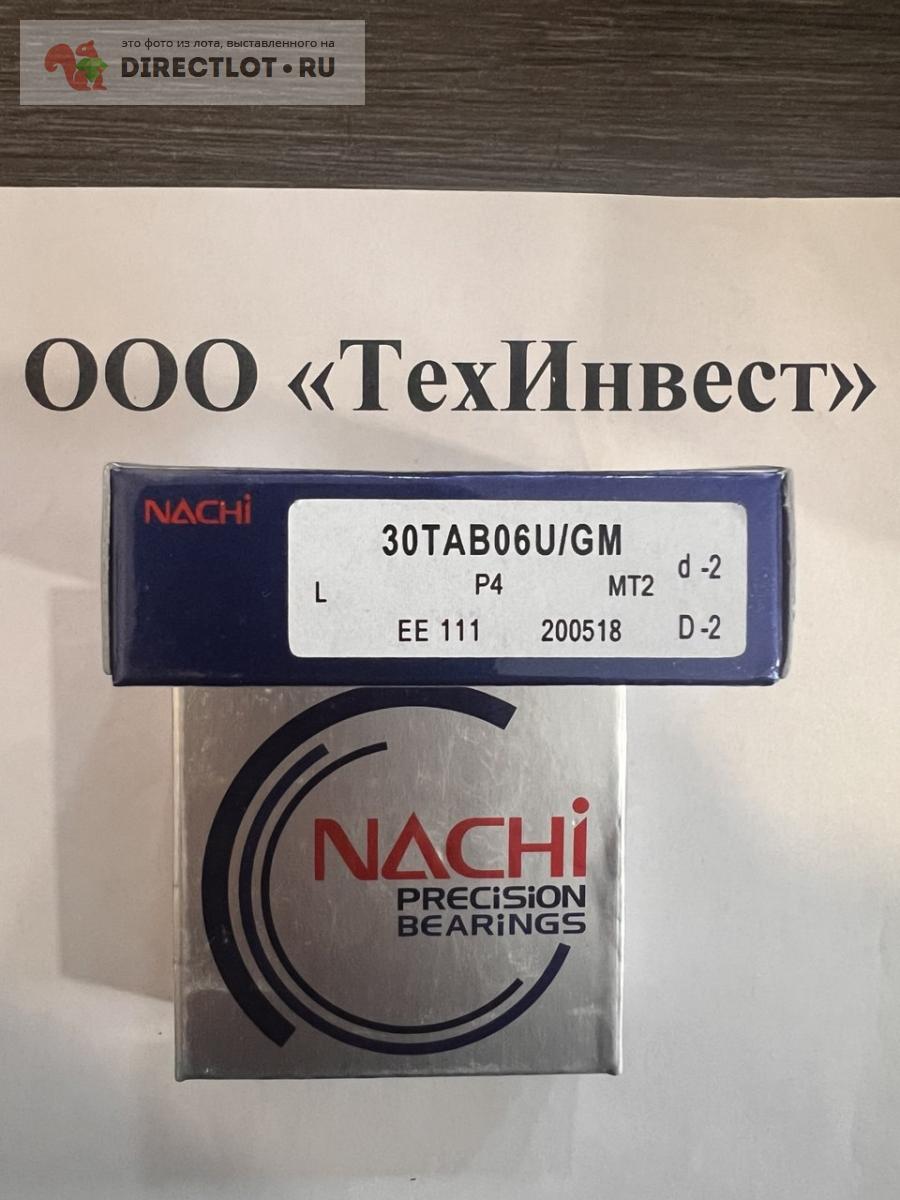 это фото из лота, выставленного на
DIRECTLOT.RU
ООО «ТехИнвест»
NACHi
30TAB06U/GM
d -2
L P4 MT2
EE 111 200518 D -2
NACHi
PRECiSiON
BEARiNGS